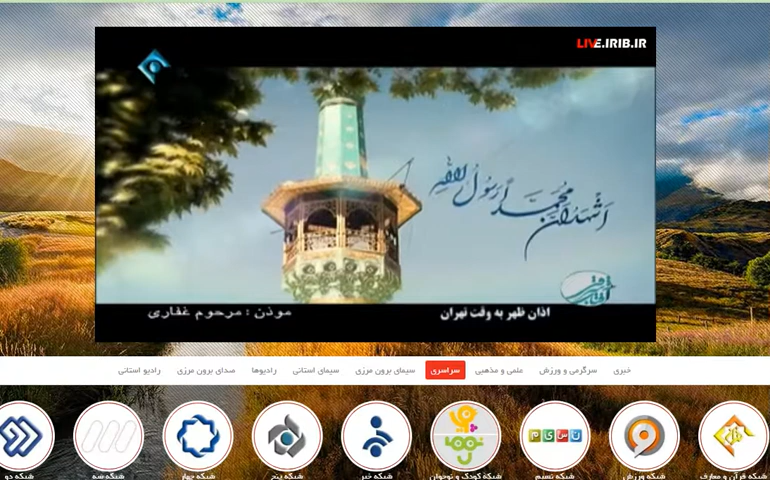 LIVE.IRIB.IR
اشهد ان محمد رسول الله
اذان ظهر به وقت تهران
موذن : مرحوم غفاری
خبری
سرگرمی و ورزش
علمی و مذهبی
سراسری
سیمای برون مرزی
سیمای استانی
رادیوها
صدای برون مرزی
رادیو استانی
نسیم
شبکه قرآن و معارف
شبکه ورزش
شبکه نسیم
شبکه کودک و نوجوان
شبکه خبر
شبکه پنج
شبکه چهار
شبکه سه
شبکه دو